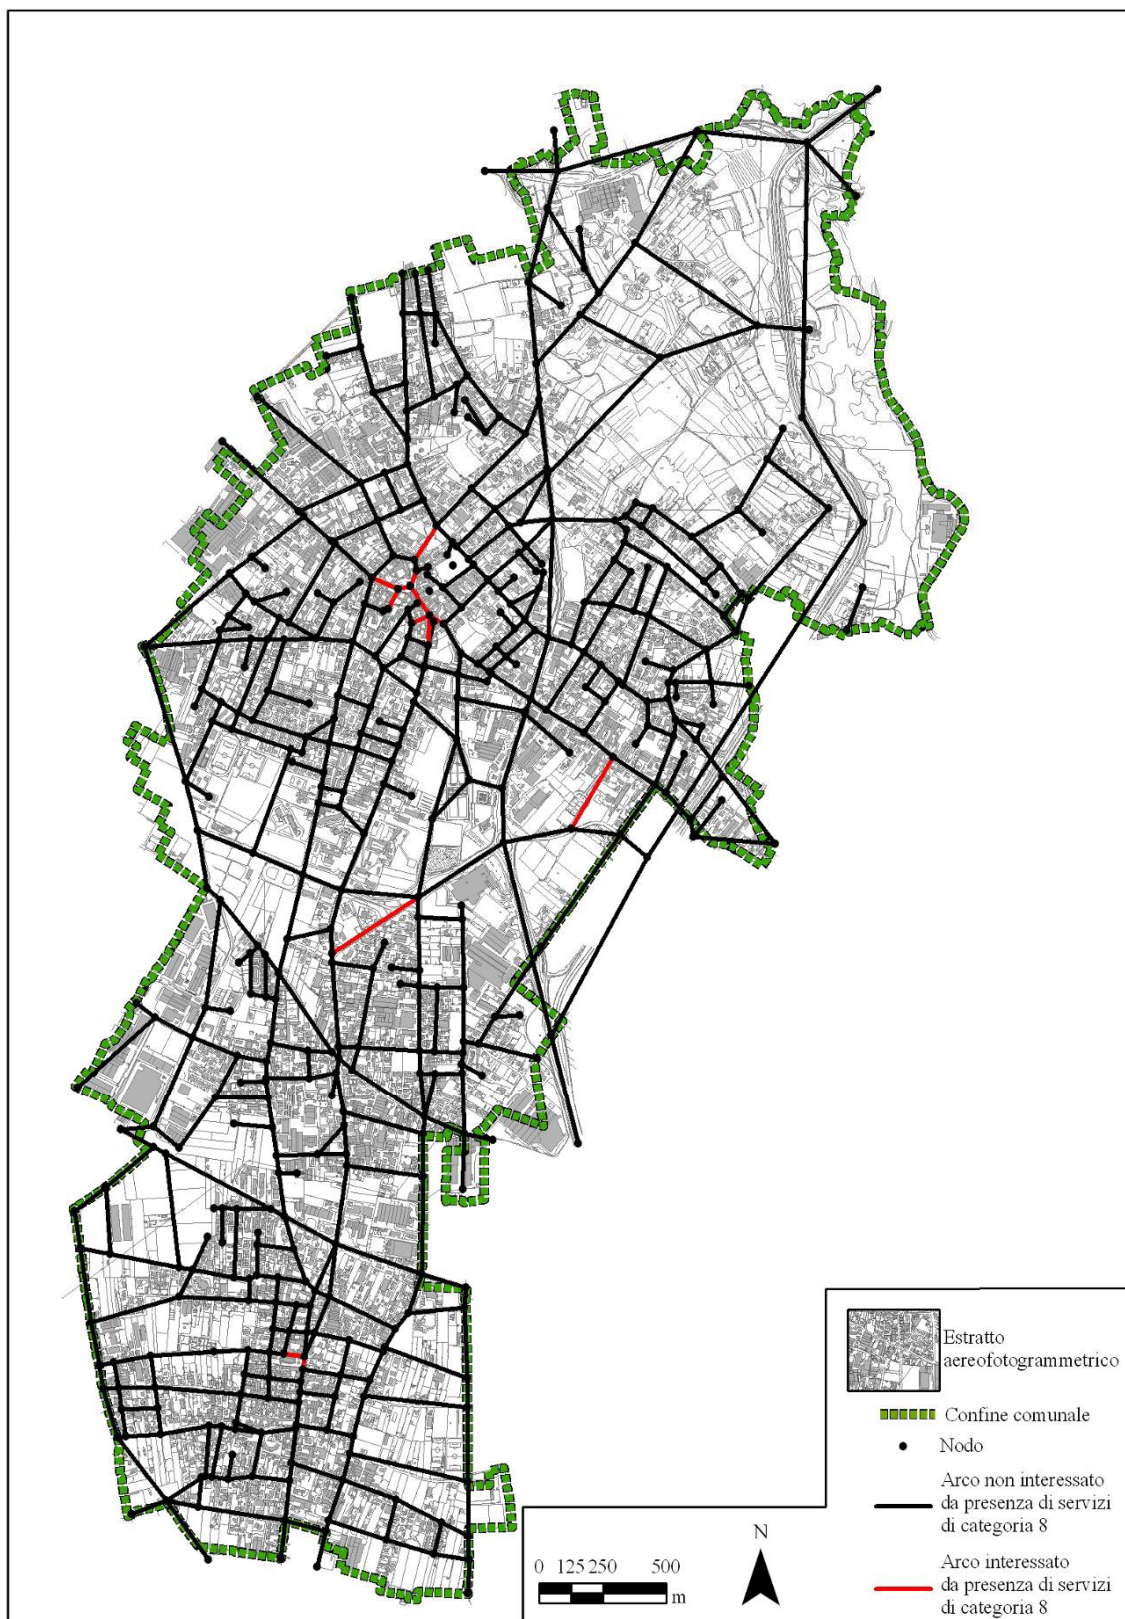 Estratto
aereofotogrammetrico
Confine comunale
Nodo
Arco non interessato
da presenza di servizi
di categoria 8
Arco interessato
da presenza di servizi
di categoria 8
N
0 125 250 500
m